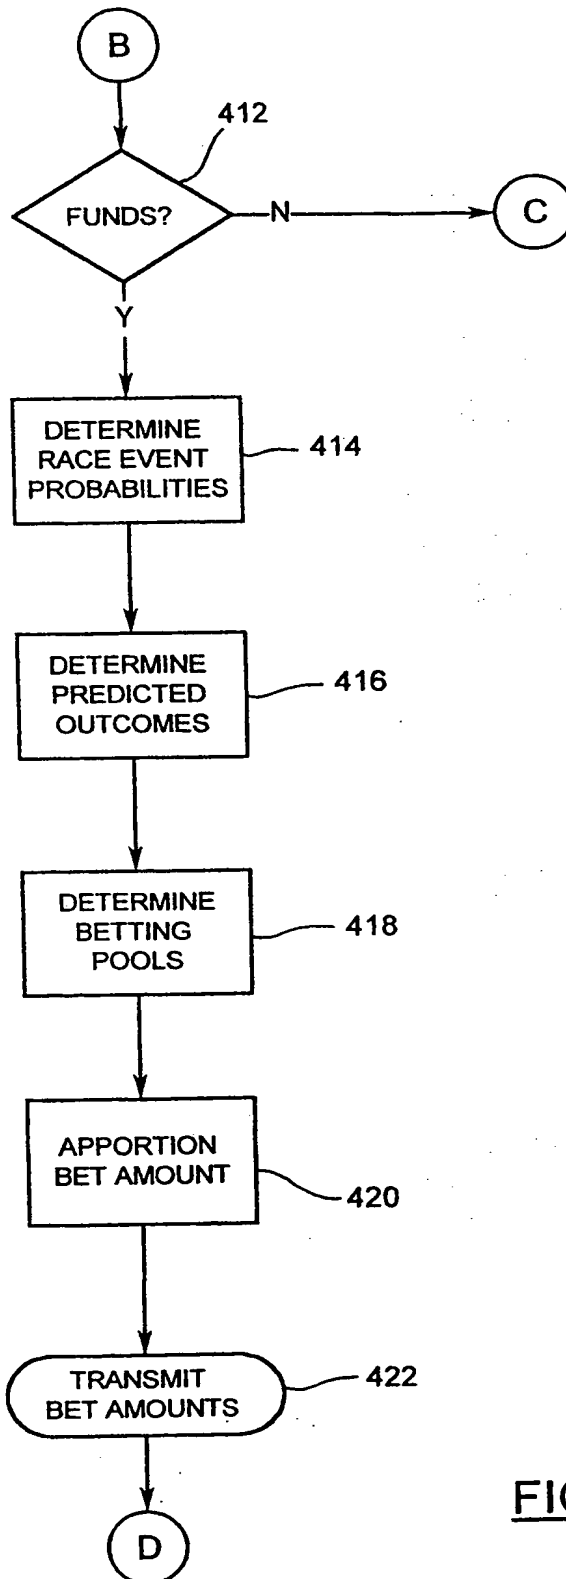 B
412
FUNDS?
N
C
Y
DETERMINE
RACE EVENT
PROBABILITIES
414
DETERMINE
PREDICTED
OUTCOMES
416
DETERMINE
BETTING
POOLS
418
APPORTION
BET AMOUNT
420
TRANSMIT
BET AMOUNTS
422
FIG
D